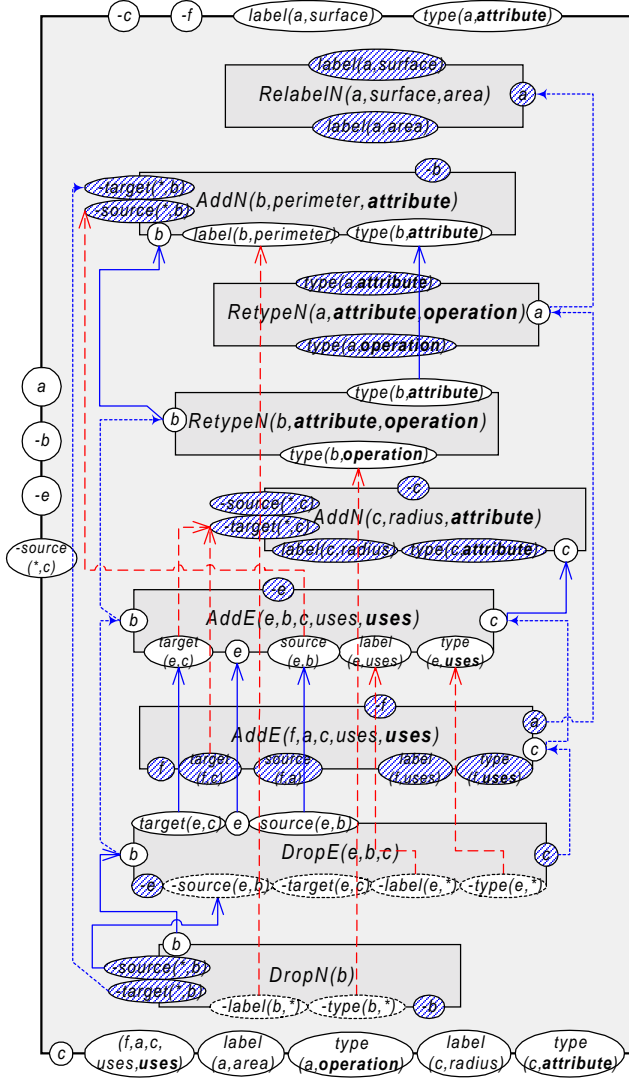 -c -f label(a,surface) type(a,attribute)
label(a,surface)
RelabelN(a,surface,area)
a
label(a,area)
-b
-target(*,b)
AddN(b,perimeter,attribute)
-source(*,b)
b label(b,perimeter) type(b,attribute)
type(a,attribute)
RetypeN(a,attribute,operation)
a
type(a,operation)
a
type(b,attribute)
b
RetypeN(b,attribute,operation)
-b
type(b,operation)
-c
-e
-source(*,c)
AddN(c,radius,attribute)
-target(*,c)
label(c,radius) type(c,attribute) c
-source
(*,c)
-e
b
AddE(e,b,c,uses,uses)
c
target
(e,c)
e
source
(e,b)
label
(e,uses)
type
(e,uses)
-f
AddE(f,a,c,uses,uses)
a
c
f
target
(f,c)
source
(f,a)
label
(f,uses)
type
(f,uses)
target(e,c) e source(e,b)
b
DropE(e,b,c)
c
-e -source(e,b) -target(e,c) -label(e,*) -type(e,*)
b
-source(*,b)
DropN(b)
-target(*,b)
-label(b,*) -type(b,*) -b
c
(f,a,c,
uses,uses)
label
(a,area)
type
(a,operation)
label
(c,radius)
type
(c,attribute)